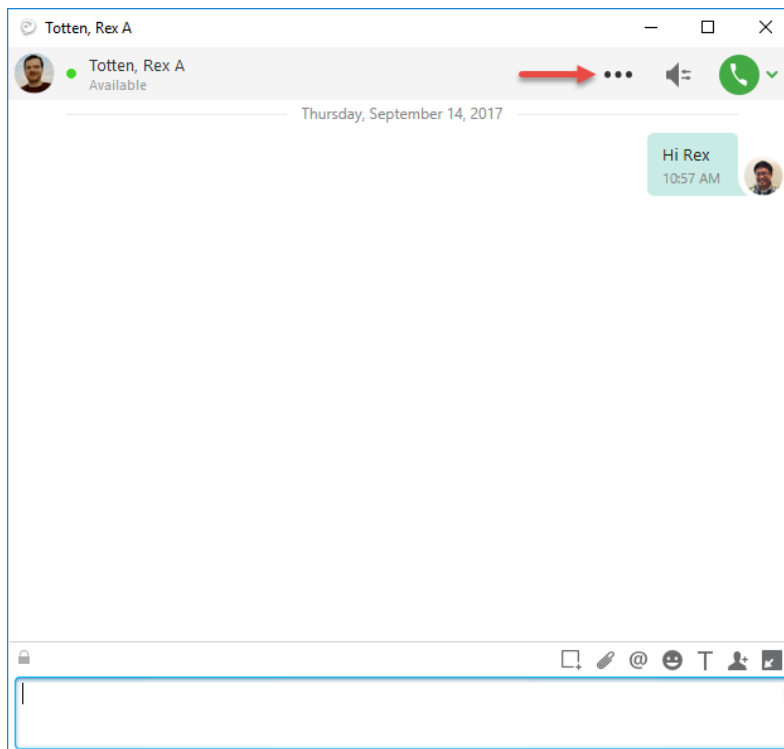 Totten, Rex A
Totten, Rex A
Available
Thursday, September 14, 2017
Hi Rex
10:57 AM